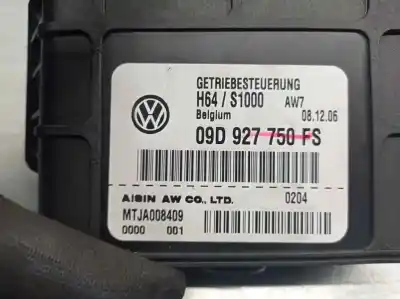 GETRIEBESTEUERUNG
H64 / S1000 AW7
Belgium 08.12.06
09D 927 750 FS
AISIN AW CO., LTD. 0204
MTJA008409
0000 001